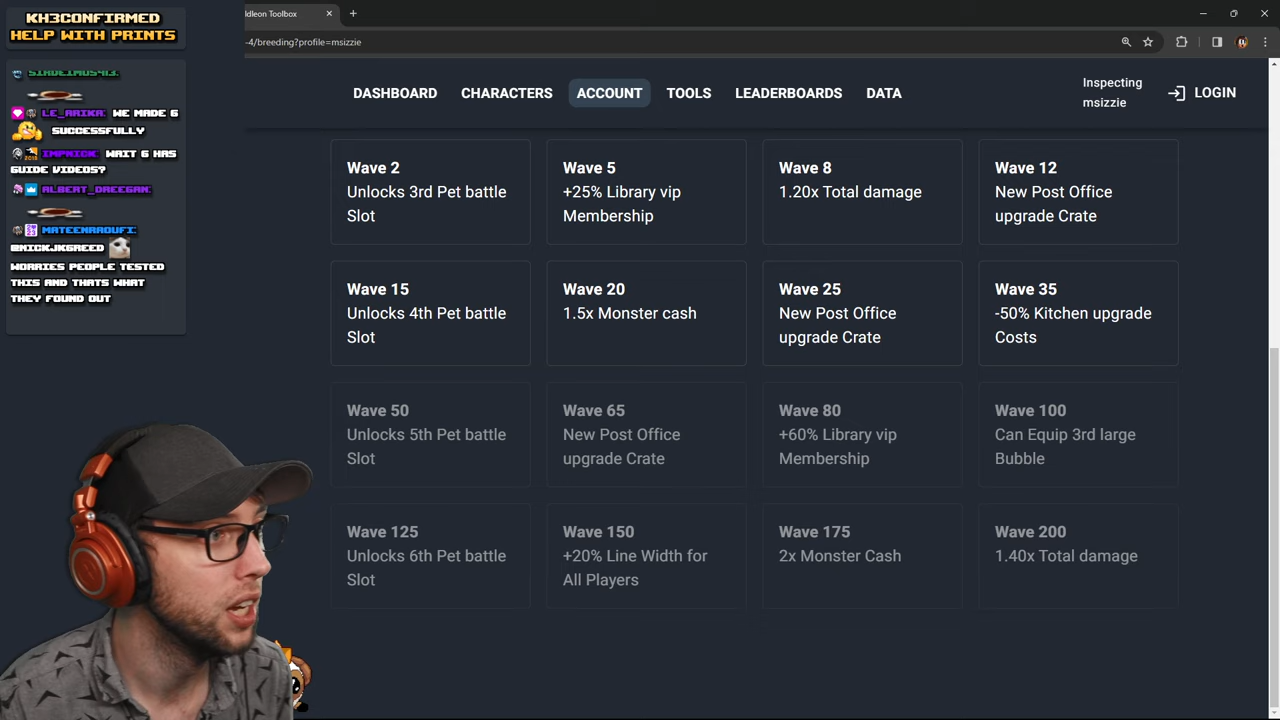 KH3CONFIRMED
HELP WITH PRINTS
SIRDEIMOS413:
LE_ARIKA: WE MADE 6
SUCCESSFULLY
IMPNICK: WAIT 6 HAS
GUIDE VIDEOS?
ALBERT_DREEGAN:
MATEENRAOUFI:
@NICKJKGREED
WORRIES PEOPLE TESTED
THIS AND THATS WHAT
THEY FOUND OUT
ddleon Toolbox
-4/breeding?profile=msizzie
DASHBOARD CHARACTERS ACCOUNT TOOLS LEADERBOARDS DATA
Inspecting
msizzie
LOGIN
Wave 2
Unlocks 3rd Pet battle
Slot
Wave 5
+25% Library vip
Membership
Wave 8
1.20x Total damage
Wave 12
New Post Office
upgrade Crate
Wave 15
Unlocks 4th Pet battle
Slot
Wave 20
1.5x Monster cash
Wave 25
New Post Office
upgrade Crate
Wave 35
-50% Kitchen upgrade
Costs
Wave 50
Unlocks 5th Pet battle
Slot
Wave 65
New Post Office
upgrade Crate
Wave 80
+60% Library vip
Membership
Wave 100
Can Equip 3rd large
Bubble
Wave 125
Unlocks 6th Pet battle
Slot
Wave 150
+20% Line Width for
All Players
Wave 175
2x Monster Cash
Wave 200
1.40x Total damage